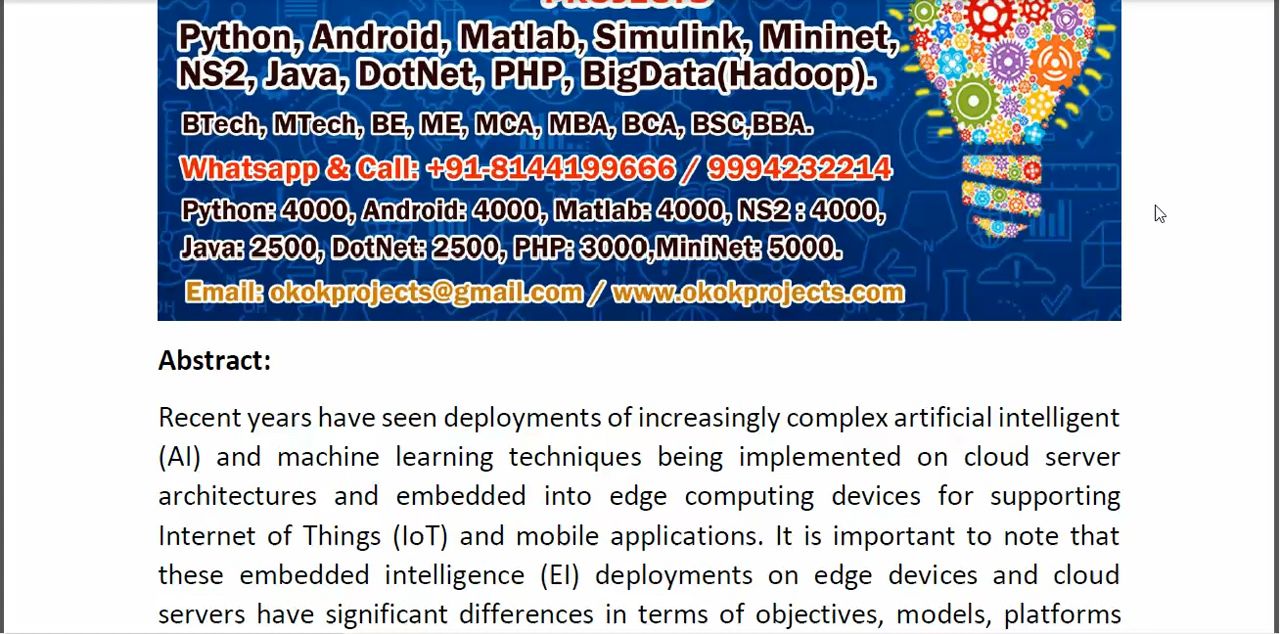 PROJECTS
Python, Android, Matlab, Simulink, Mininet,
NS2, Java, DotNet, PHP, BigData(Hadoop).
BTech, MTech, BE, ME, MCA, MBA, BCA, BSC,BBA.
Whatsapp & Call: +91-8144199666 / 9994232214
Python: 4000, Android: 4000, Matlab: 4000, NS2 : 4000,
Java: 2500, DotNet: 2500, PHP: 3000,MiniNet: 5000.
Email: okokprojects@gmail.com / www.okokprojects.com
Abstract:
Recent years have seen deployments of increasingly complex artificial intelligent
(AI) and machine learning techniques being implemented on cloud server
architectures and embedded into edge computing devices for supporting
Internet of Things (IoT) and mobile applications. It is important to note that
these embedded intelligence (EI) deployments on edge devices and cloud
servers have significant differences in terms of objectives, models, platforms